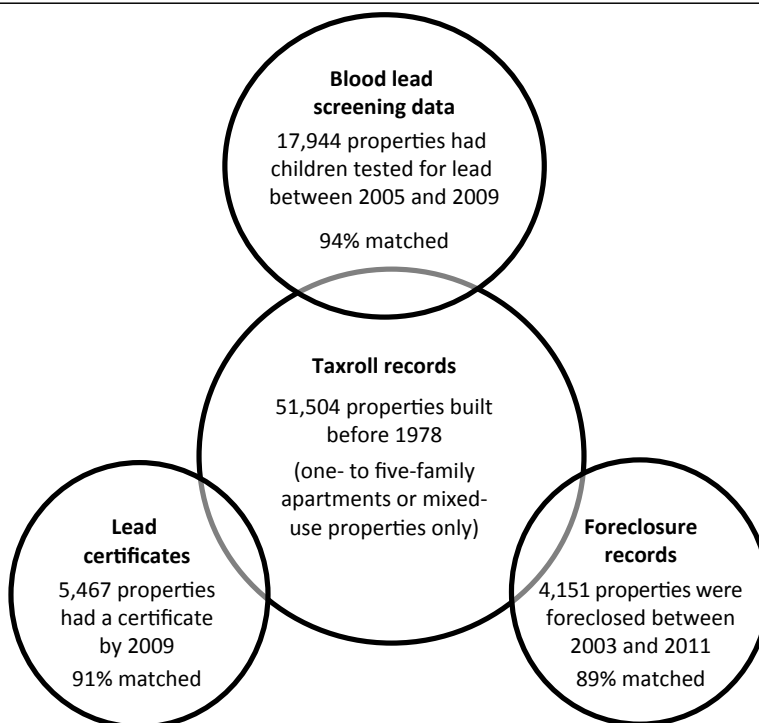 Blood lead
screening data
17,944 properties had
children tested for lead
between 2005 and 2009
94% matched
Taxroll records
51,504 properties built
before 1978
(one- to five-family
apartments or mixed-
use properties only)
Lead
certificates
5,467 properties
had a certificate
by 2009
91% matched
Foreclosure
records
4,151 properties were
foreclosed between
2003 and 2011
89% matched